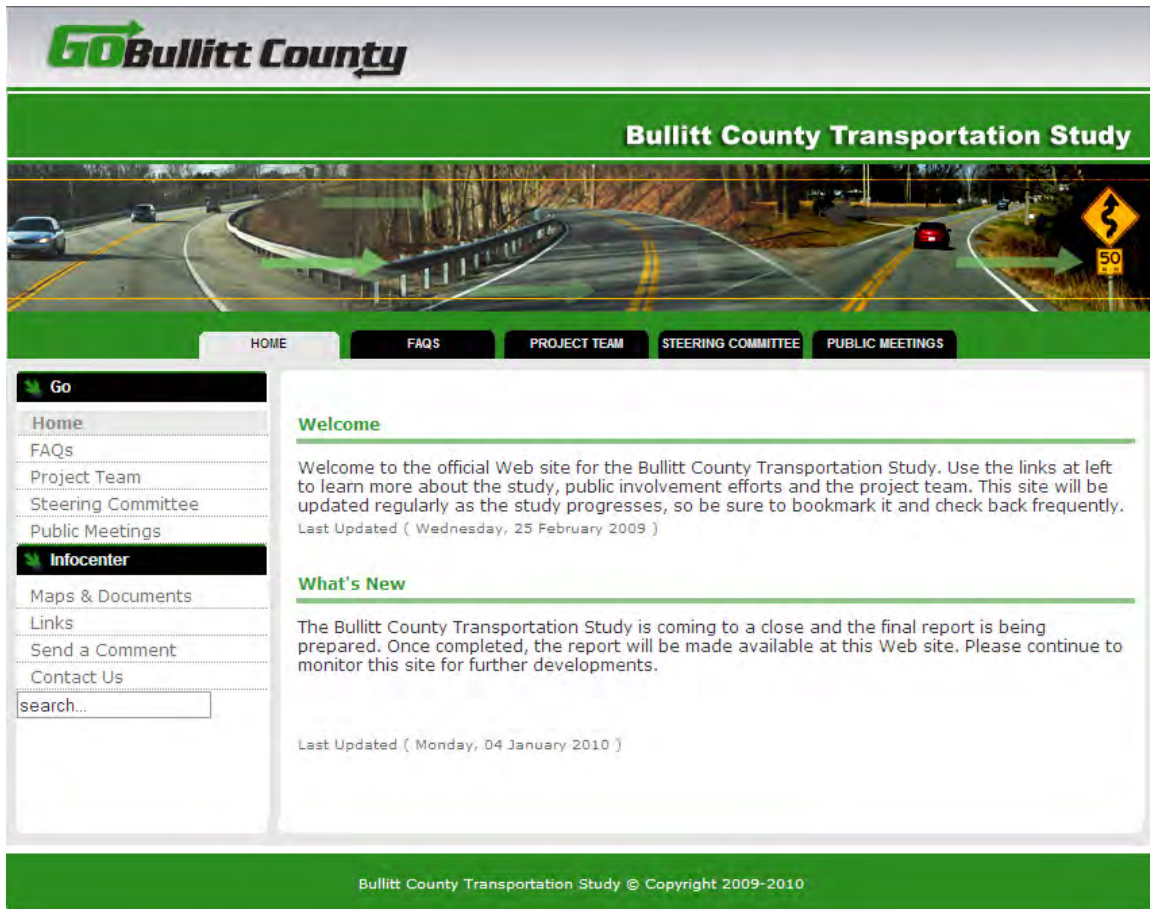 GO Bullitt County
Bullitt County Transportation Study
50
HOME
FAQS
PROJECT TEAM
STEERING COMMITTEE
PUBLIC MEETINGS
Go
Home
FAQs
Project Team
Steering Committee
Public Meetings
Infocenter
Maps & Documents
Links
Send a Comment
Contact Us
search...
Welcome
Welcome to the official Web site for the Bullitt County Transportation Study. Use the links at left
to learn more about the study, public involvement efforts and the project team. This site will be
updated regularly as the study progresses, so be sure to bookmark it and check back frequently.
Last Updated ( Wednesday, 25 February 2009 )
What's New
The Bullitt County Transportation Study is coming to a close and the final report is being
prepared. Once completed, the report will be made available at this Web site. Please continue to
monitor this site for further developments.
Last Updated ( Monday, 04 January 2010 )
Bullitt County Transportation Study © Copyright 2009-2010